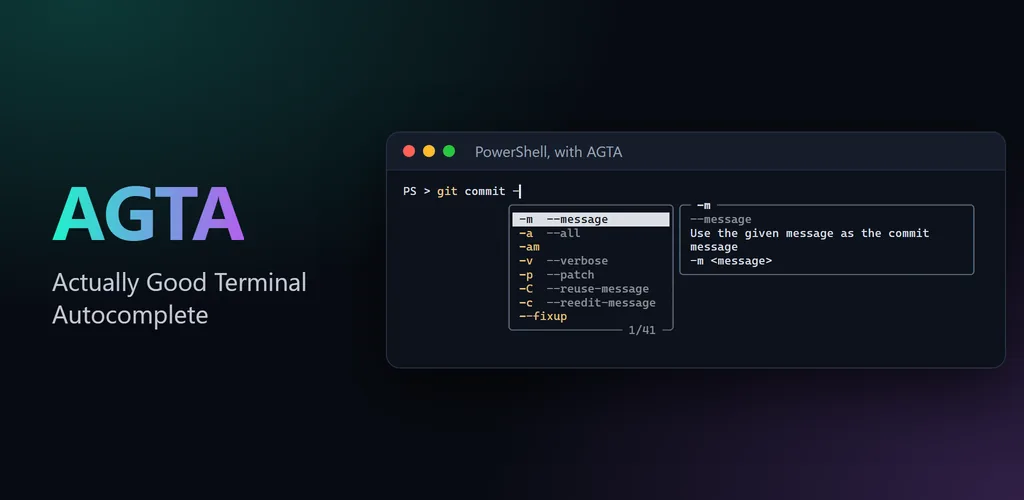 AGTA
Actually Good Terminal
Autocomplete
PowerShell, with AGTA
PS > git commit -
-m --message
-a --all
-am
-v --verbose
-p --patch
-C --reuse-message
-c --reedit-message
--fixup
1/41
-m
--message
Use the given message as the commit
message
-m <message>